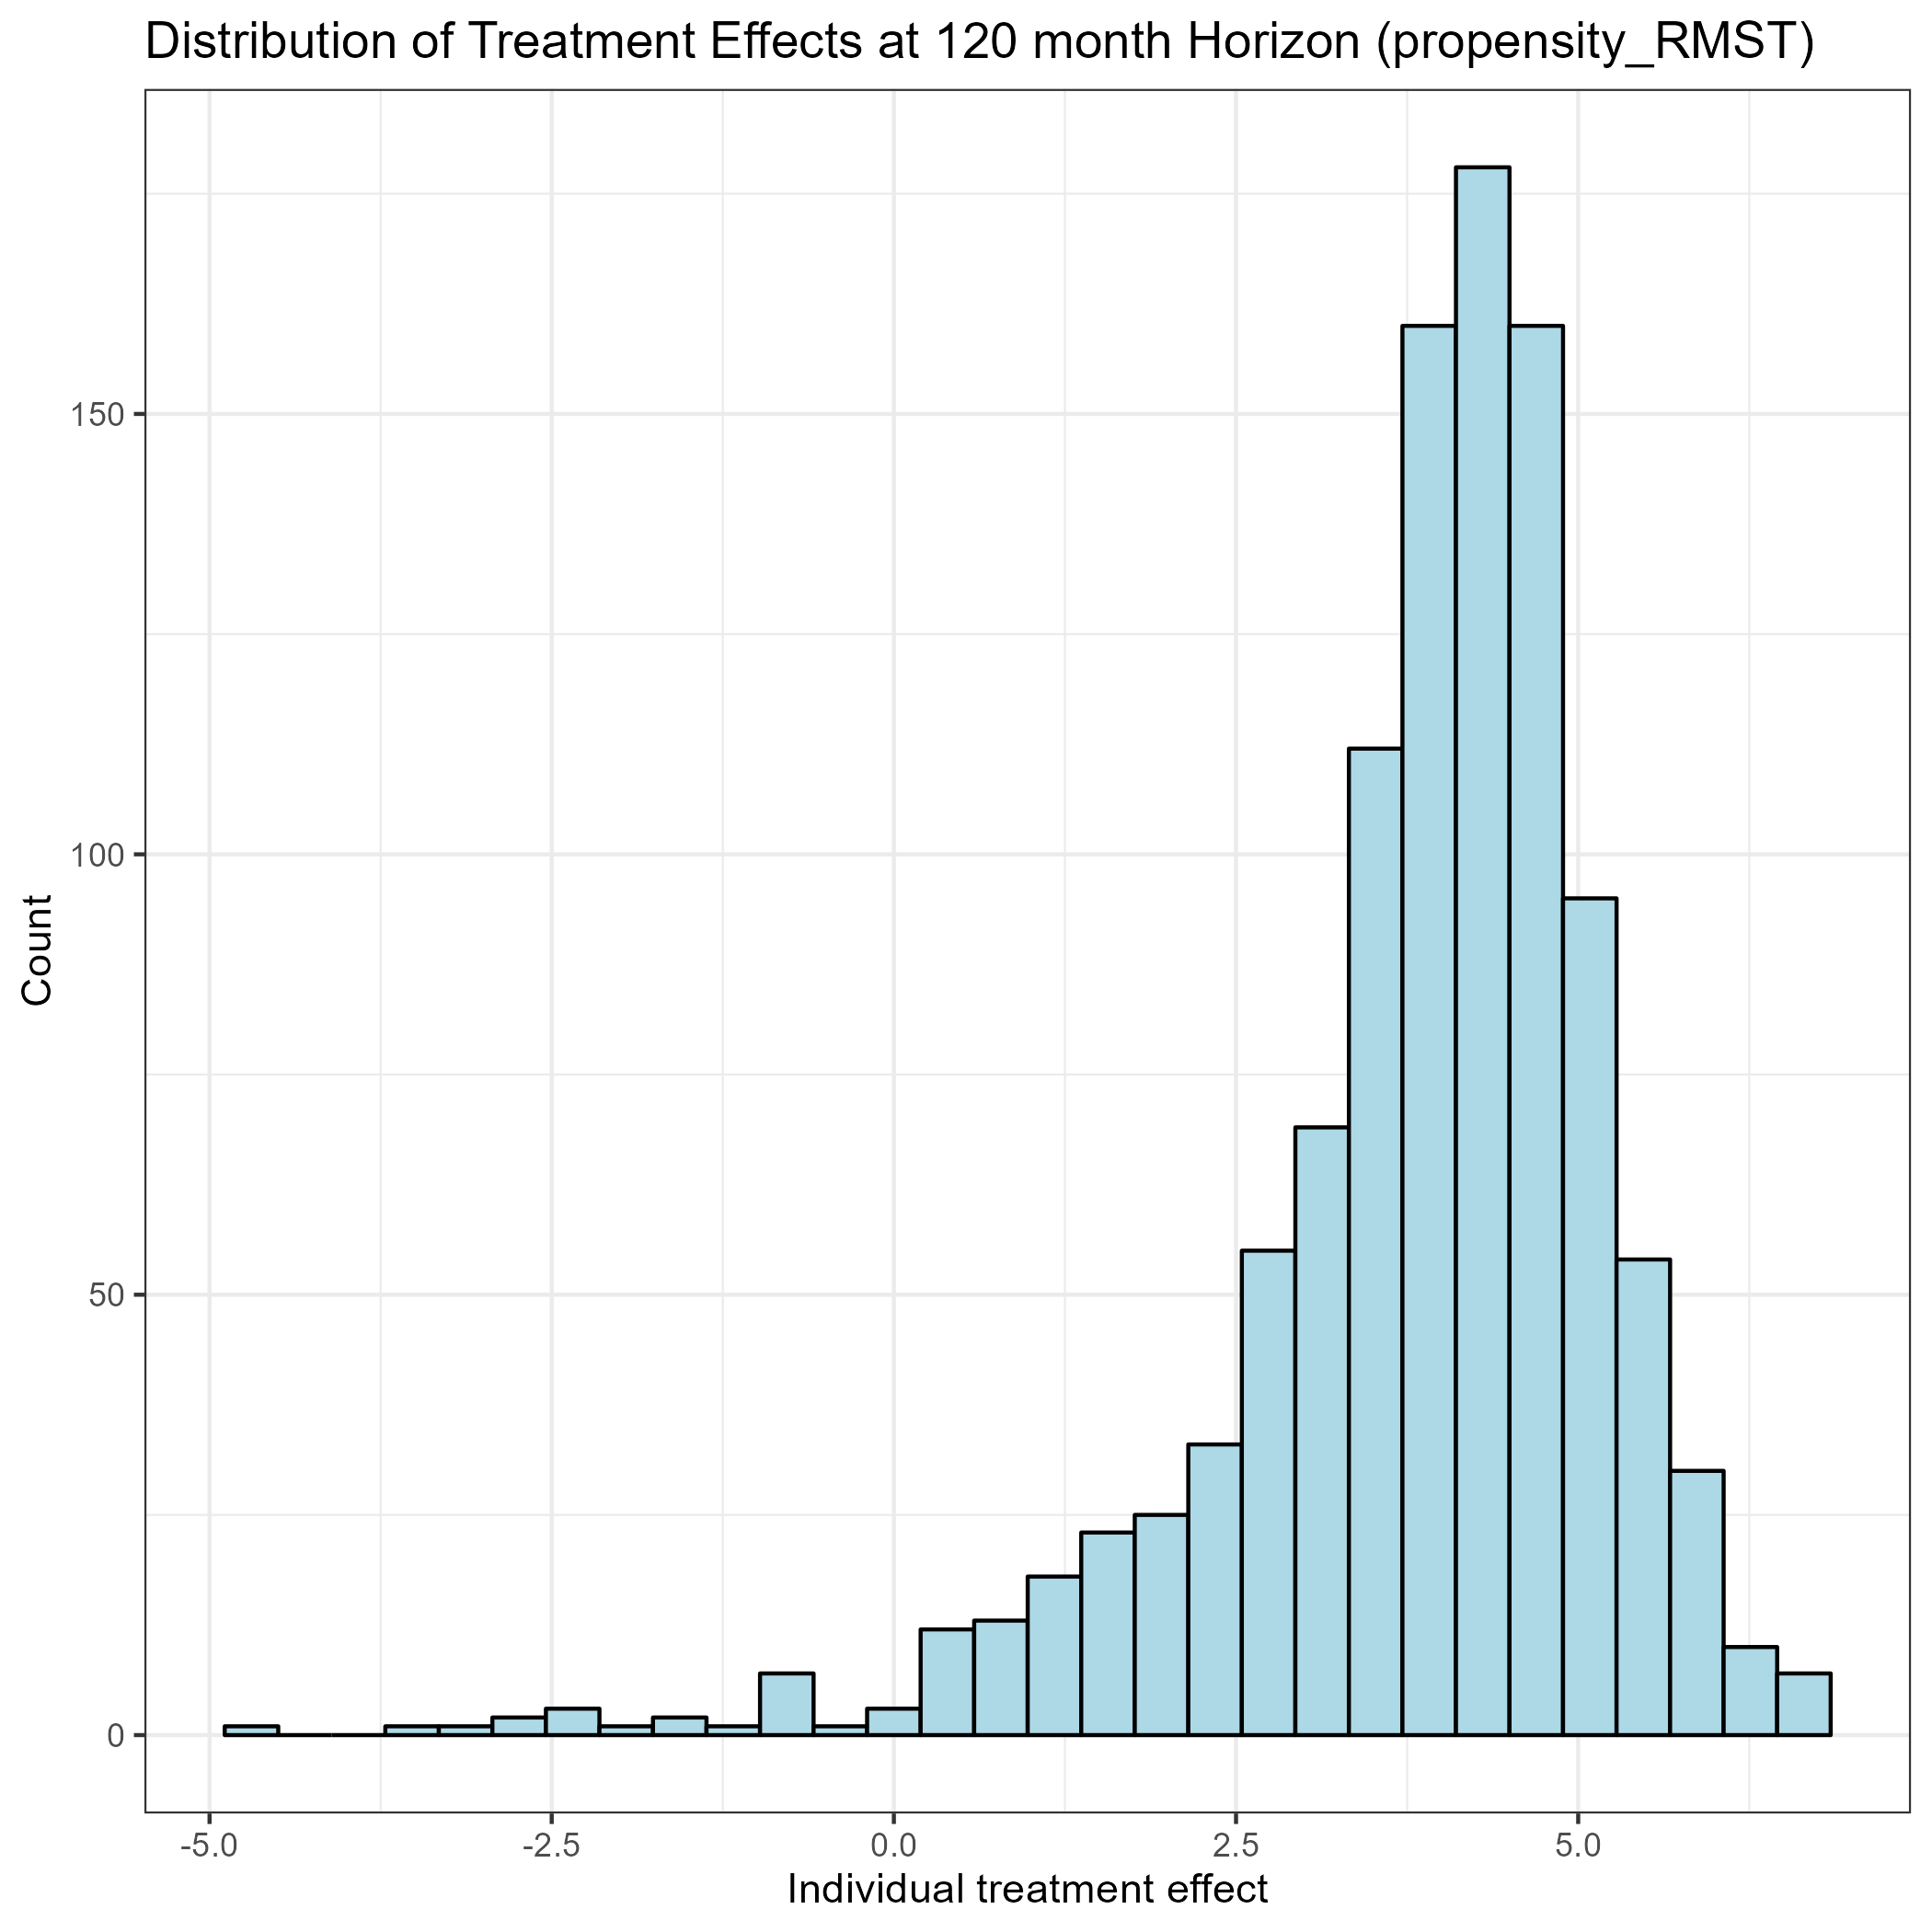 Distribution of Treatment Effects at 120 month Horizon (propensity_RMST)
150
100
50
0
Count
-5.0 -2.5 0.0 2.5 5.0
Individual treatment effect